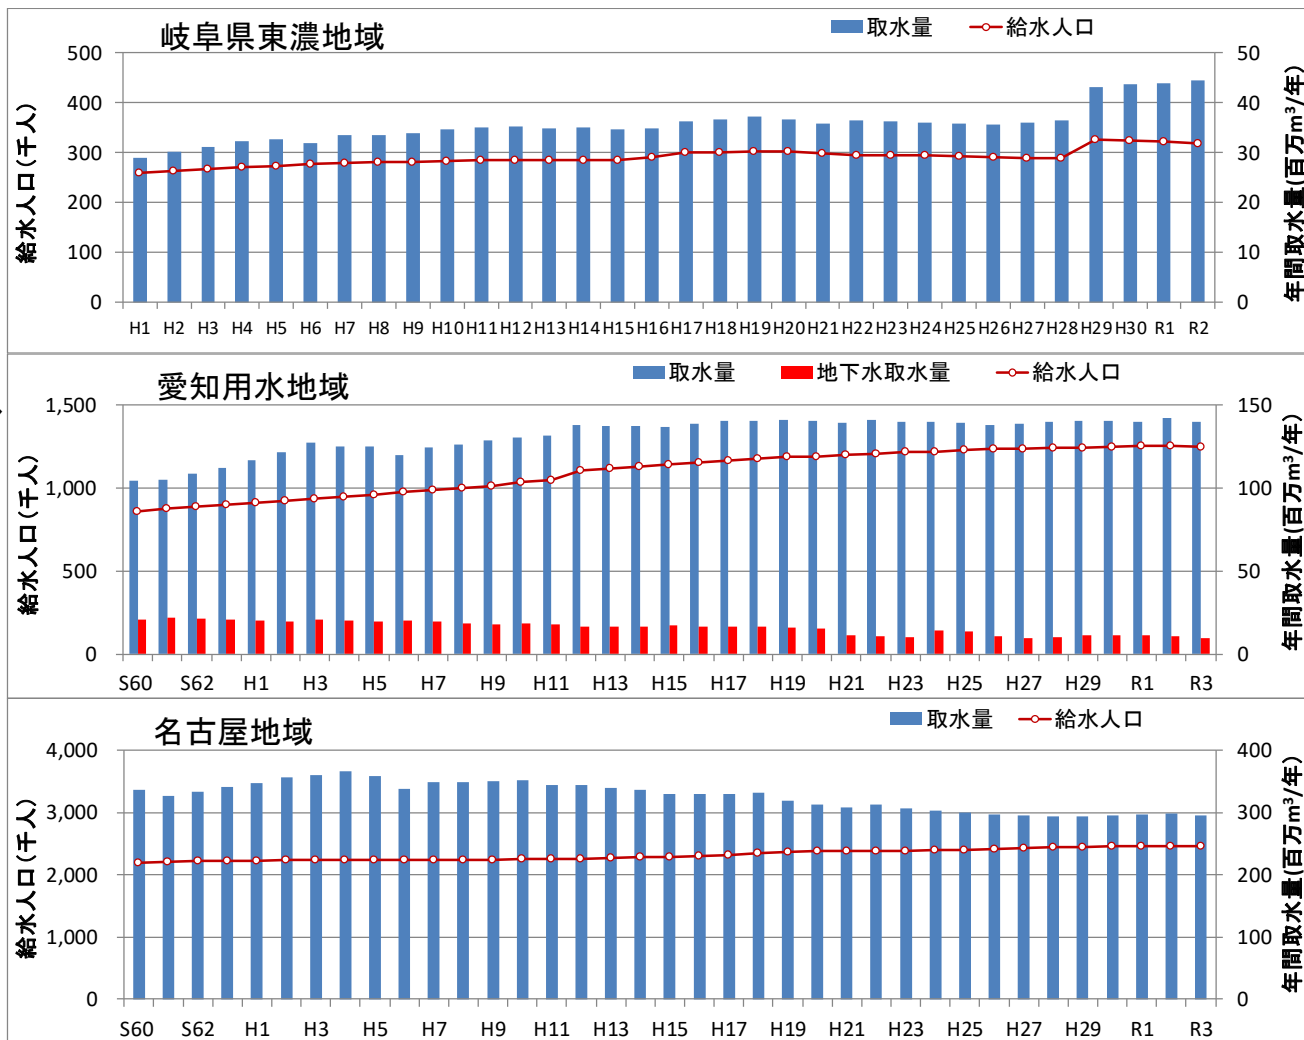 岐阜県東濃地域
取水量 給水人口
給水人口(千人)
500
400
300
200
100
0
50
40
30
20
10
0
年間取水量(百万m³/年)
H1 H2 H3 H4 H5 H6 H7 H8 H9 H10 H11 H12 H13 H14 H15 H16 H17 H18 H19 H20 H21 H22 H23 H24 H25 H26 H27 H28 H29 H30 R1 R2
愛知用水地域
取水量 地下水取水量 給水人口
給水人口(千人)
1,500
1,000
500
0
150
100
50
0
年間取水量(百万m³/年)
S60 S62 H1 H3 H5 H7 H9 H11 H13 H15 H17 H19 H21 H23 H25 H27 H29 R1 R3
名古屋地域
取水量 給水人口
給水人口(千人)
4,000
3,000
2,000
1,000
0
400
300
200
100
0
年間取水量(百万m³/年)
S60 S62 H1 H3 H5 H7 H9 H11 H13 H15 H17 H19 H21 H23 H25 H27 H29 R1 R3